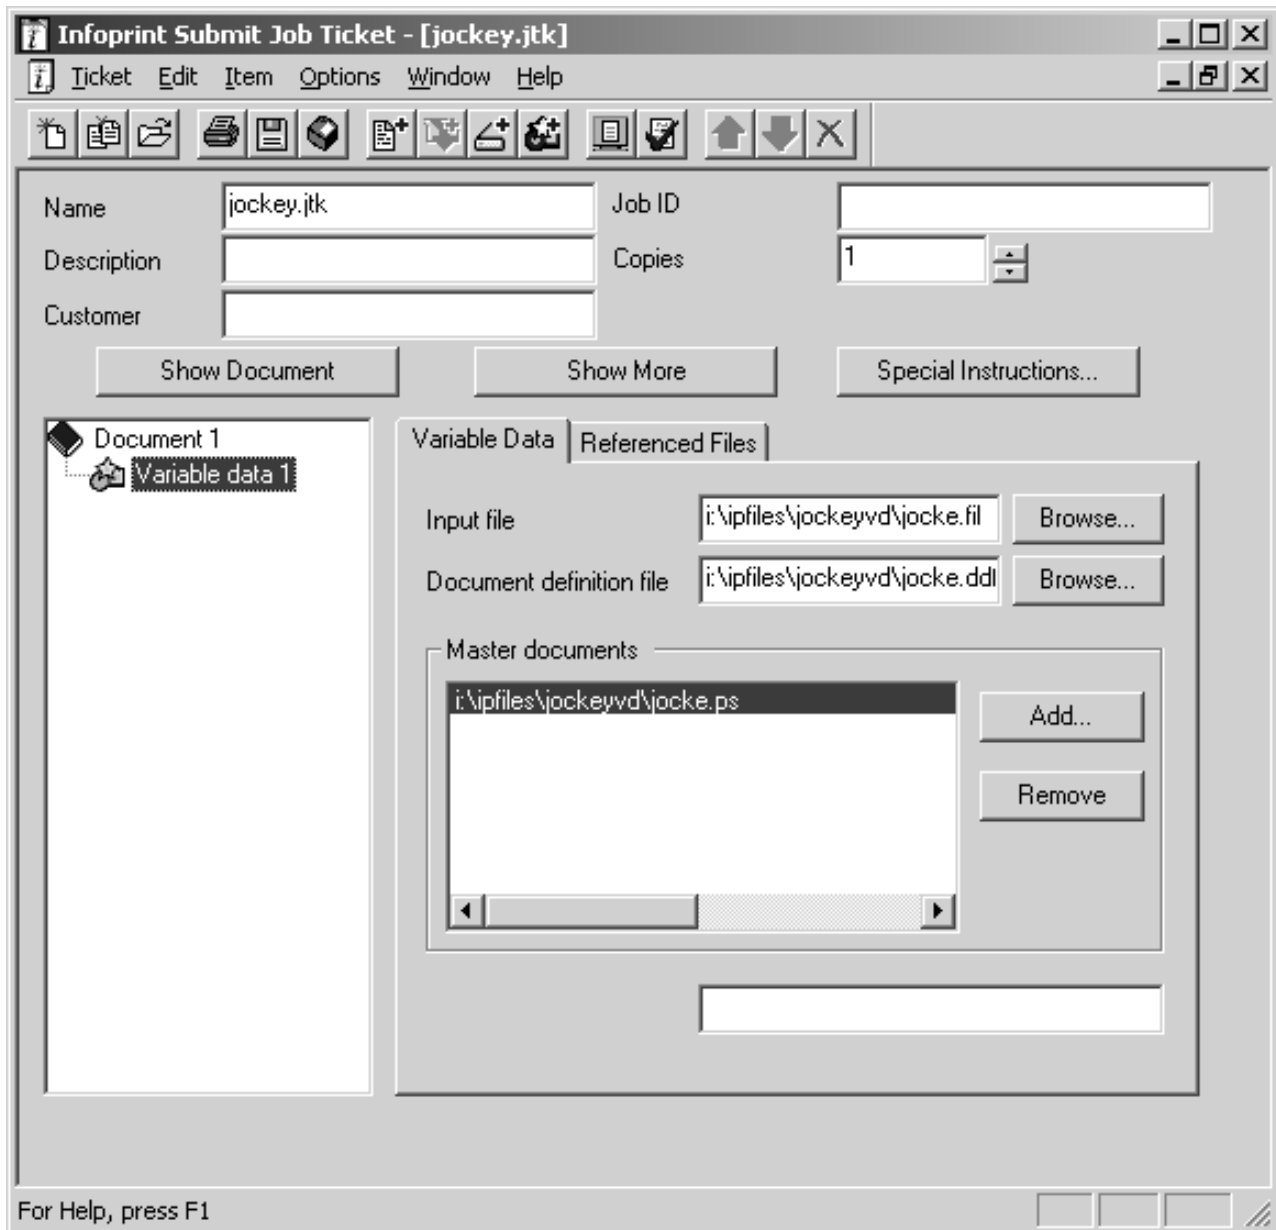 Infoprint Submit Job Ticket - [jockey.jtk]
Ticket Edit Item Options Window Help
Name jockey.jtk Job ID
Description Copies 1
Customer
Show Document Show More Special Instructions...
Document 1
Variable data 1
Variable Data Referenced Files
Input file i:\ipfiles\jockeyvd\jocke.fil Browse...
Document definition file i:\ipfiles\jockeyvd\jocke.ddf Browse...
Master documents
i:\ipfiles\jockeyvd\jocke.ps
Add...
Remove
For Help, press F1